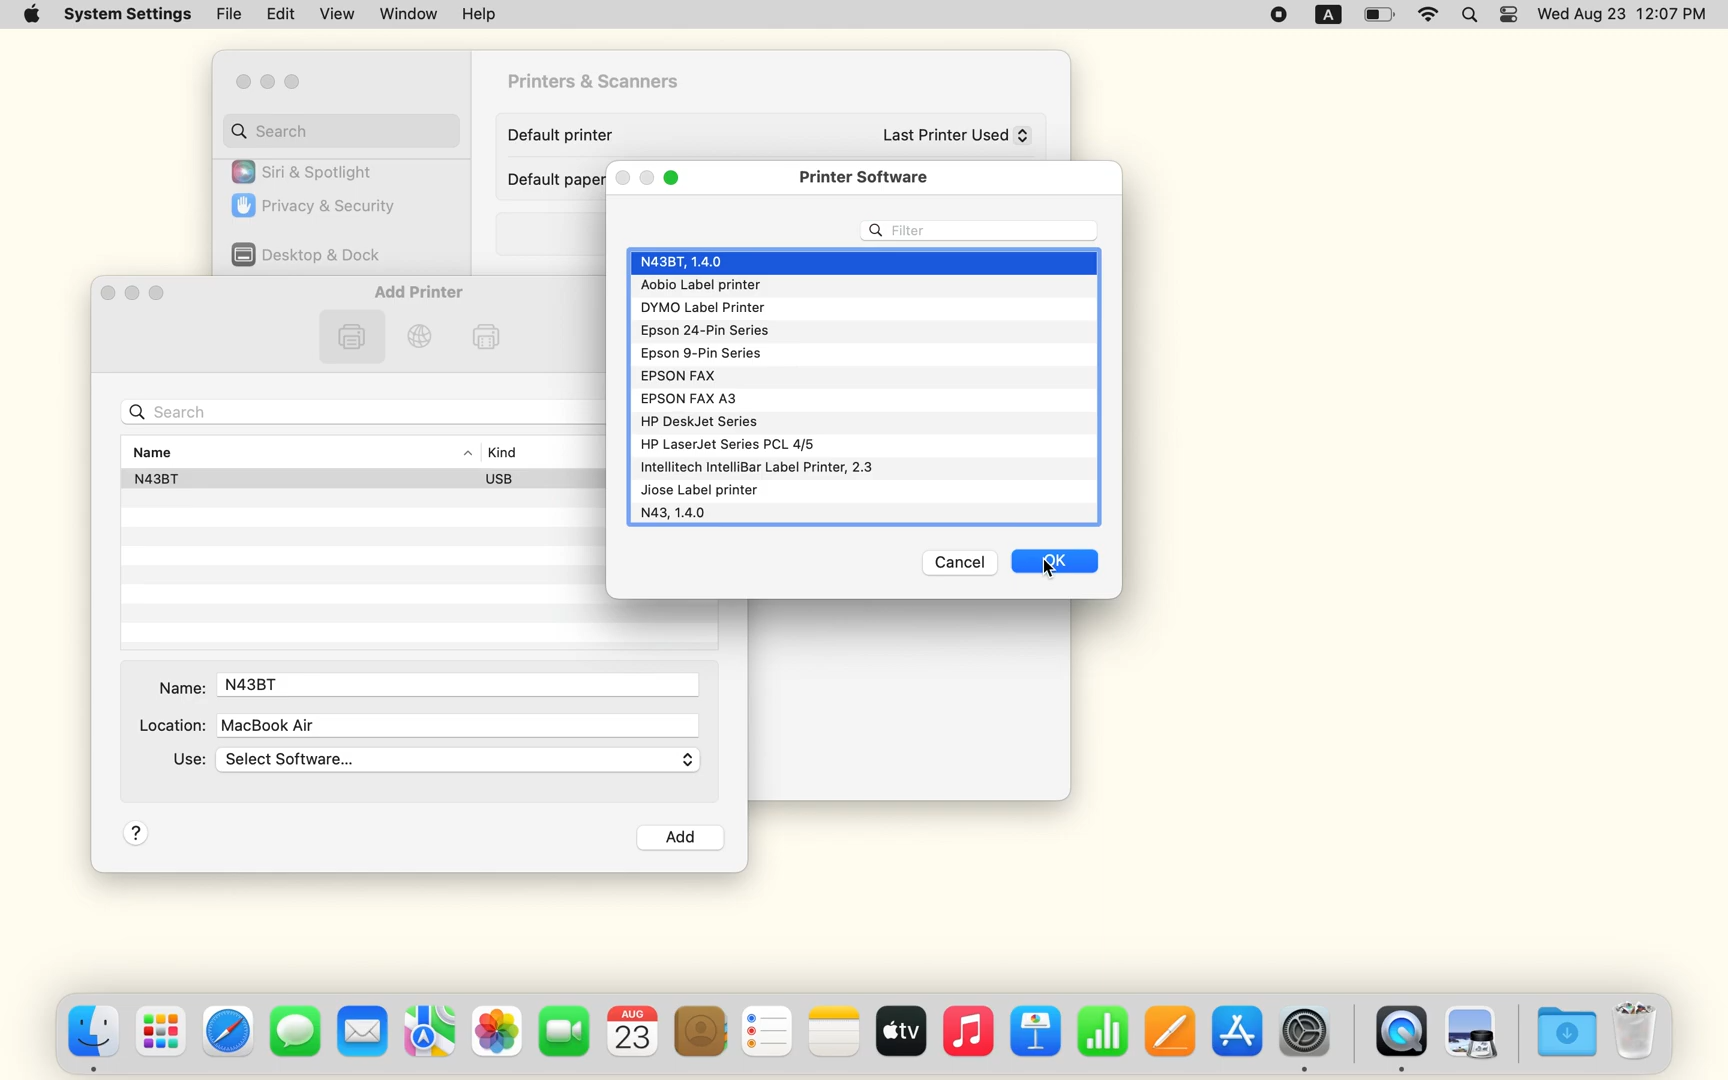 System Settings File Edit View Window Help A Wed Aug 23 12:07 PM
Printers & Scanners
Search
Default printer Last Printer Used
Siri & Spotlight
Default paper
Privacy & Security
Desktop & Dock
Printer Software
Filter
N43BT, 1.4.0
Aobio Label printer
DYMO Label Printer
Epson 24-Pin Series
Epson 9-Pin Series
EPSON FAX
EPSON FAX A3
HP DeskJet Series
HP LaserJet Series PCL 4/5
Intellitech IntelliBar Label Printer, 2.3
Jiose Label printer
N43, 1.4.0
Cancel OK
Add Printer
Search
Name Kind
N43BT USB
Name: N43BT
Location: MacBook Air
Use: Select Software...
? Add
AUG
23
tv